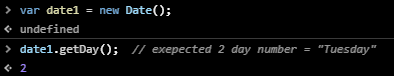 > var date1 = new Date();
< undefined
> date1.getDay();  // exepected 2 day number = "Tuesday"
< 2